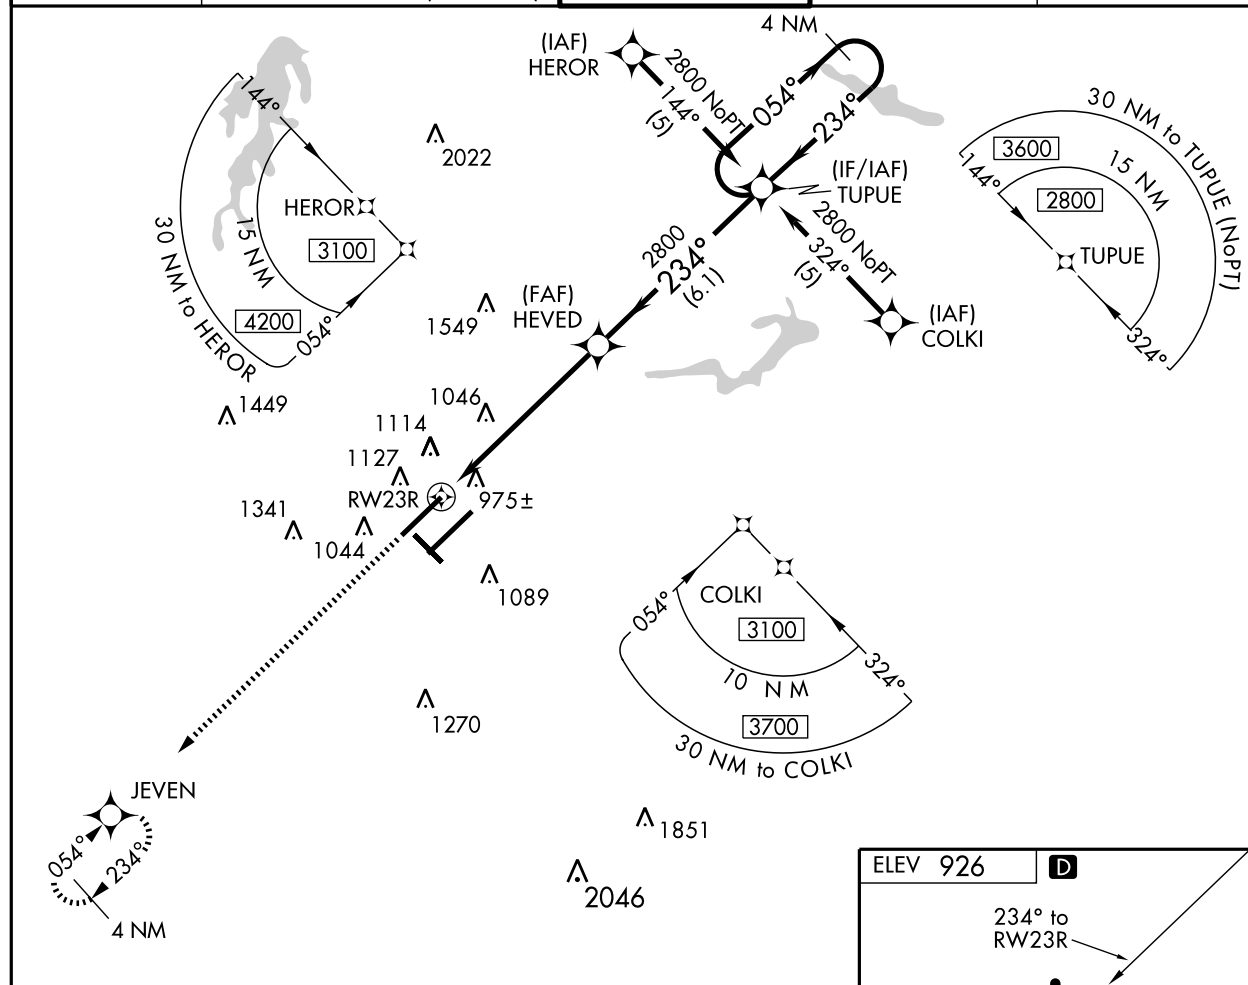 4 NM
(IAF)
HEROR
2800 NoPT
144°
(5)
054°
234°
(IF/IAF)
TUPUE
2800 NoPT
324°
(5)
(IAF)
COLKI
2800
234°
(6.1)
(FAF)
HEVED
144°
HEROR
3100
15 NM
4200
054°
30 NM to HEROR
2022
1549
1449
1046
1114
1127
RW23R
975±
1341
1044
1089
30 NM to TUPUE (NoPT)
3600
15 NM
144°
2800
TUPUE
324°
COLKI
054°
3100
324°
10 NM
3700
30 NM to COLKI
1270
1851
2046
JEVEN
054°
234°
4 NM
ELEV 926
D
234° to
RW23R